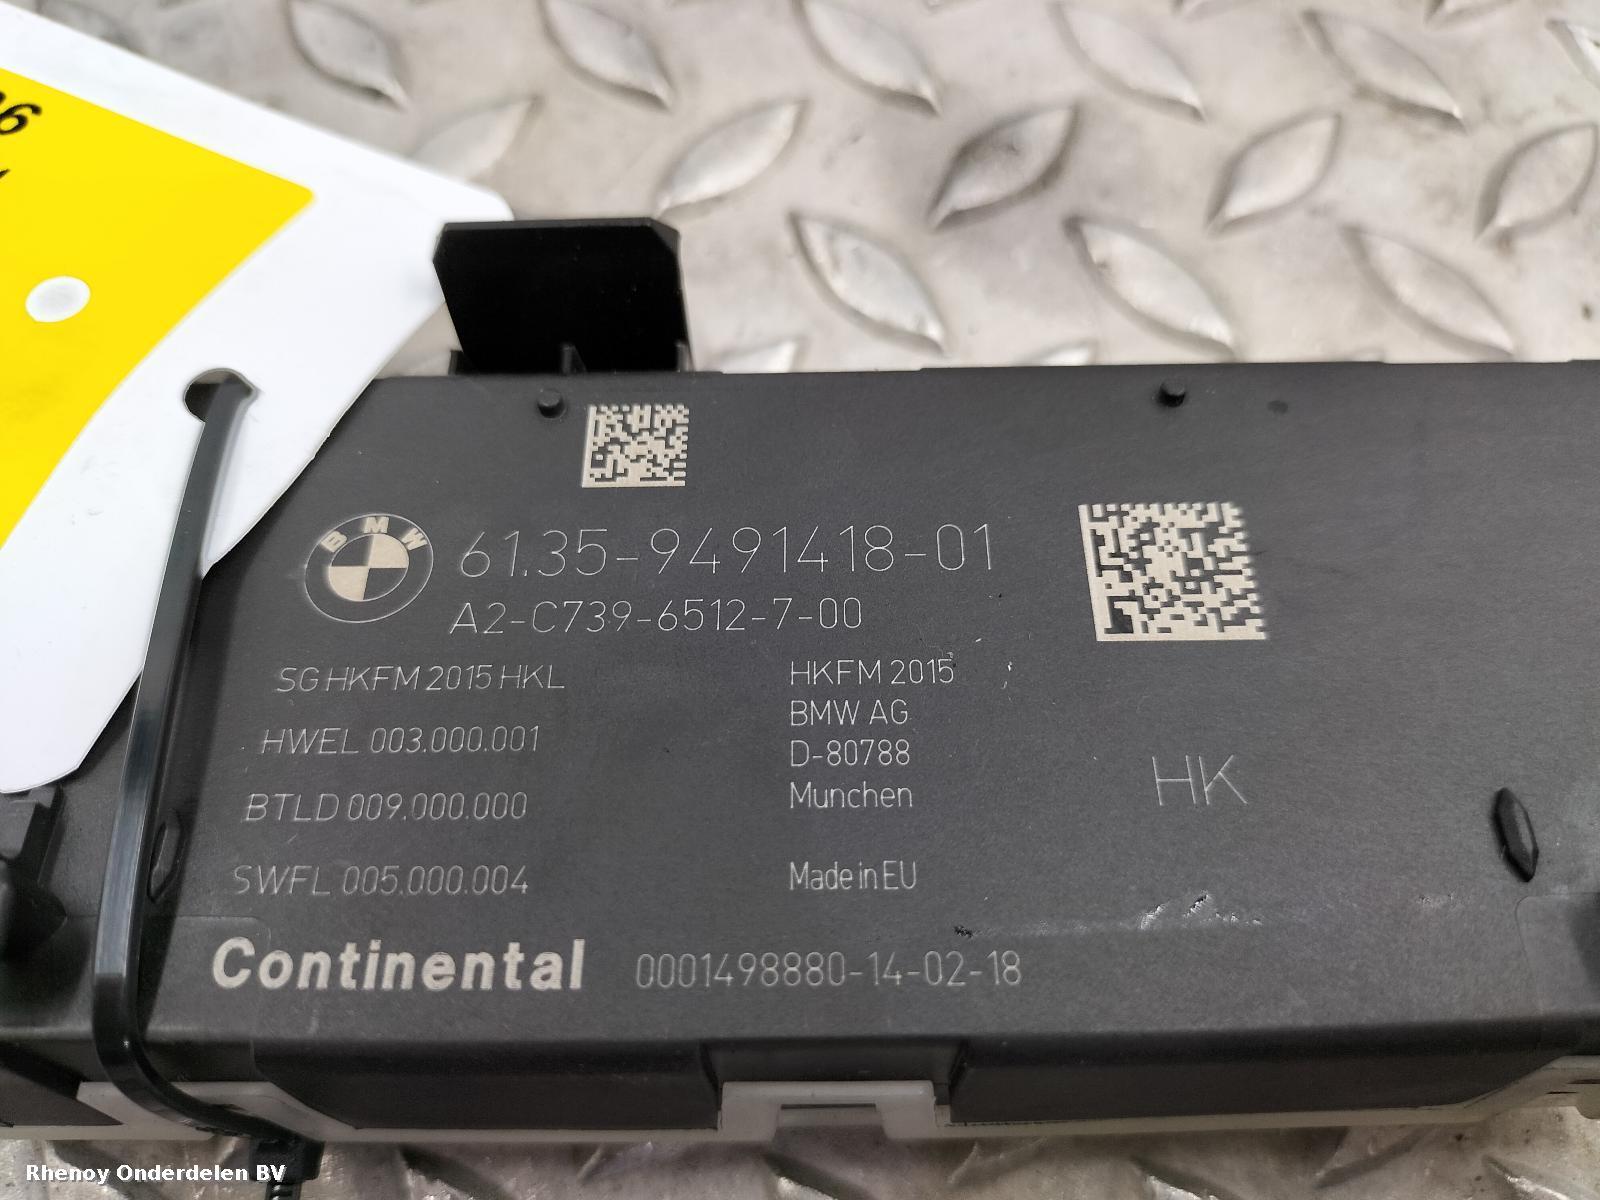 BMW
61.35-9491418-01
A2-C739-6512-7-00
SG HKFM 2015 HKL
HWEL 003.000.001
BTLD 009.000.000
SWFL 005.000.004
HKFM 2015
BMW AG
D-80788
Munchen
Made in EU
HK
Continental 0001498880-14-02-18
Rhenoy Onderdelen BV